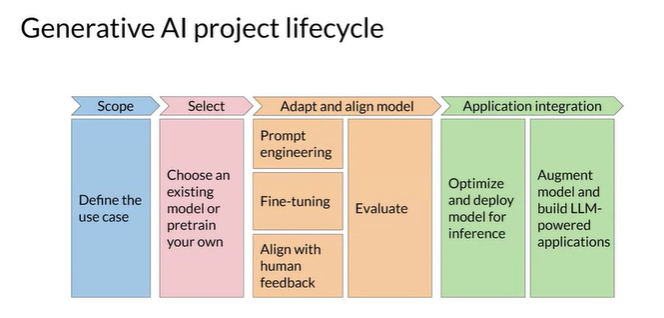 Generative AI project lifecycle
Scope
Select
Adapt and align model
Application integration
Define the
use case
Choose an
existing
model or
pretrain
your own
Prompt
engineering
Fine-tuning
Align with
human
feedback
Evaluate
Optimize
and deploy
model for
inference
Augment
model and
build LLM-
powered
applications